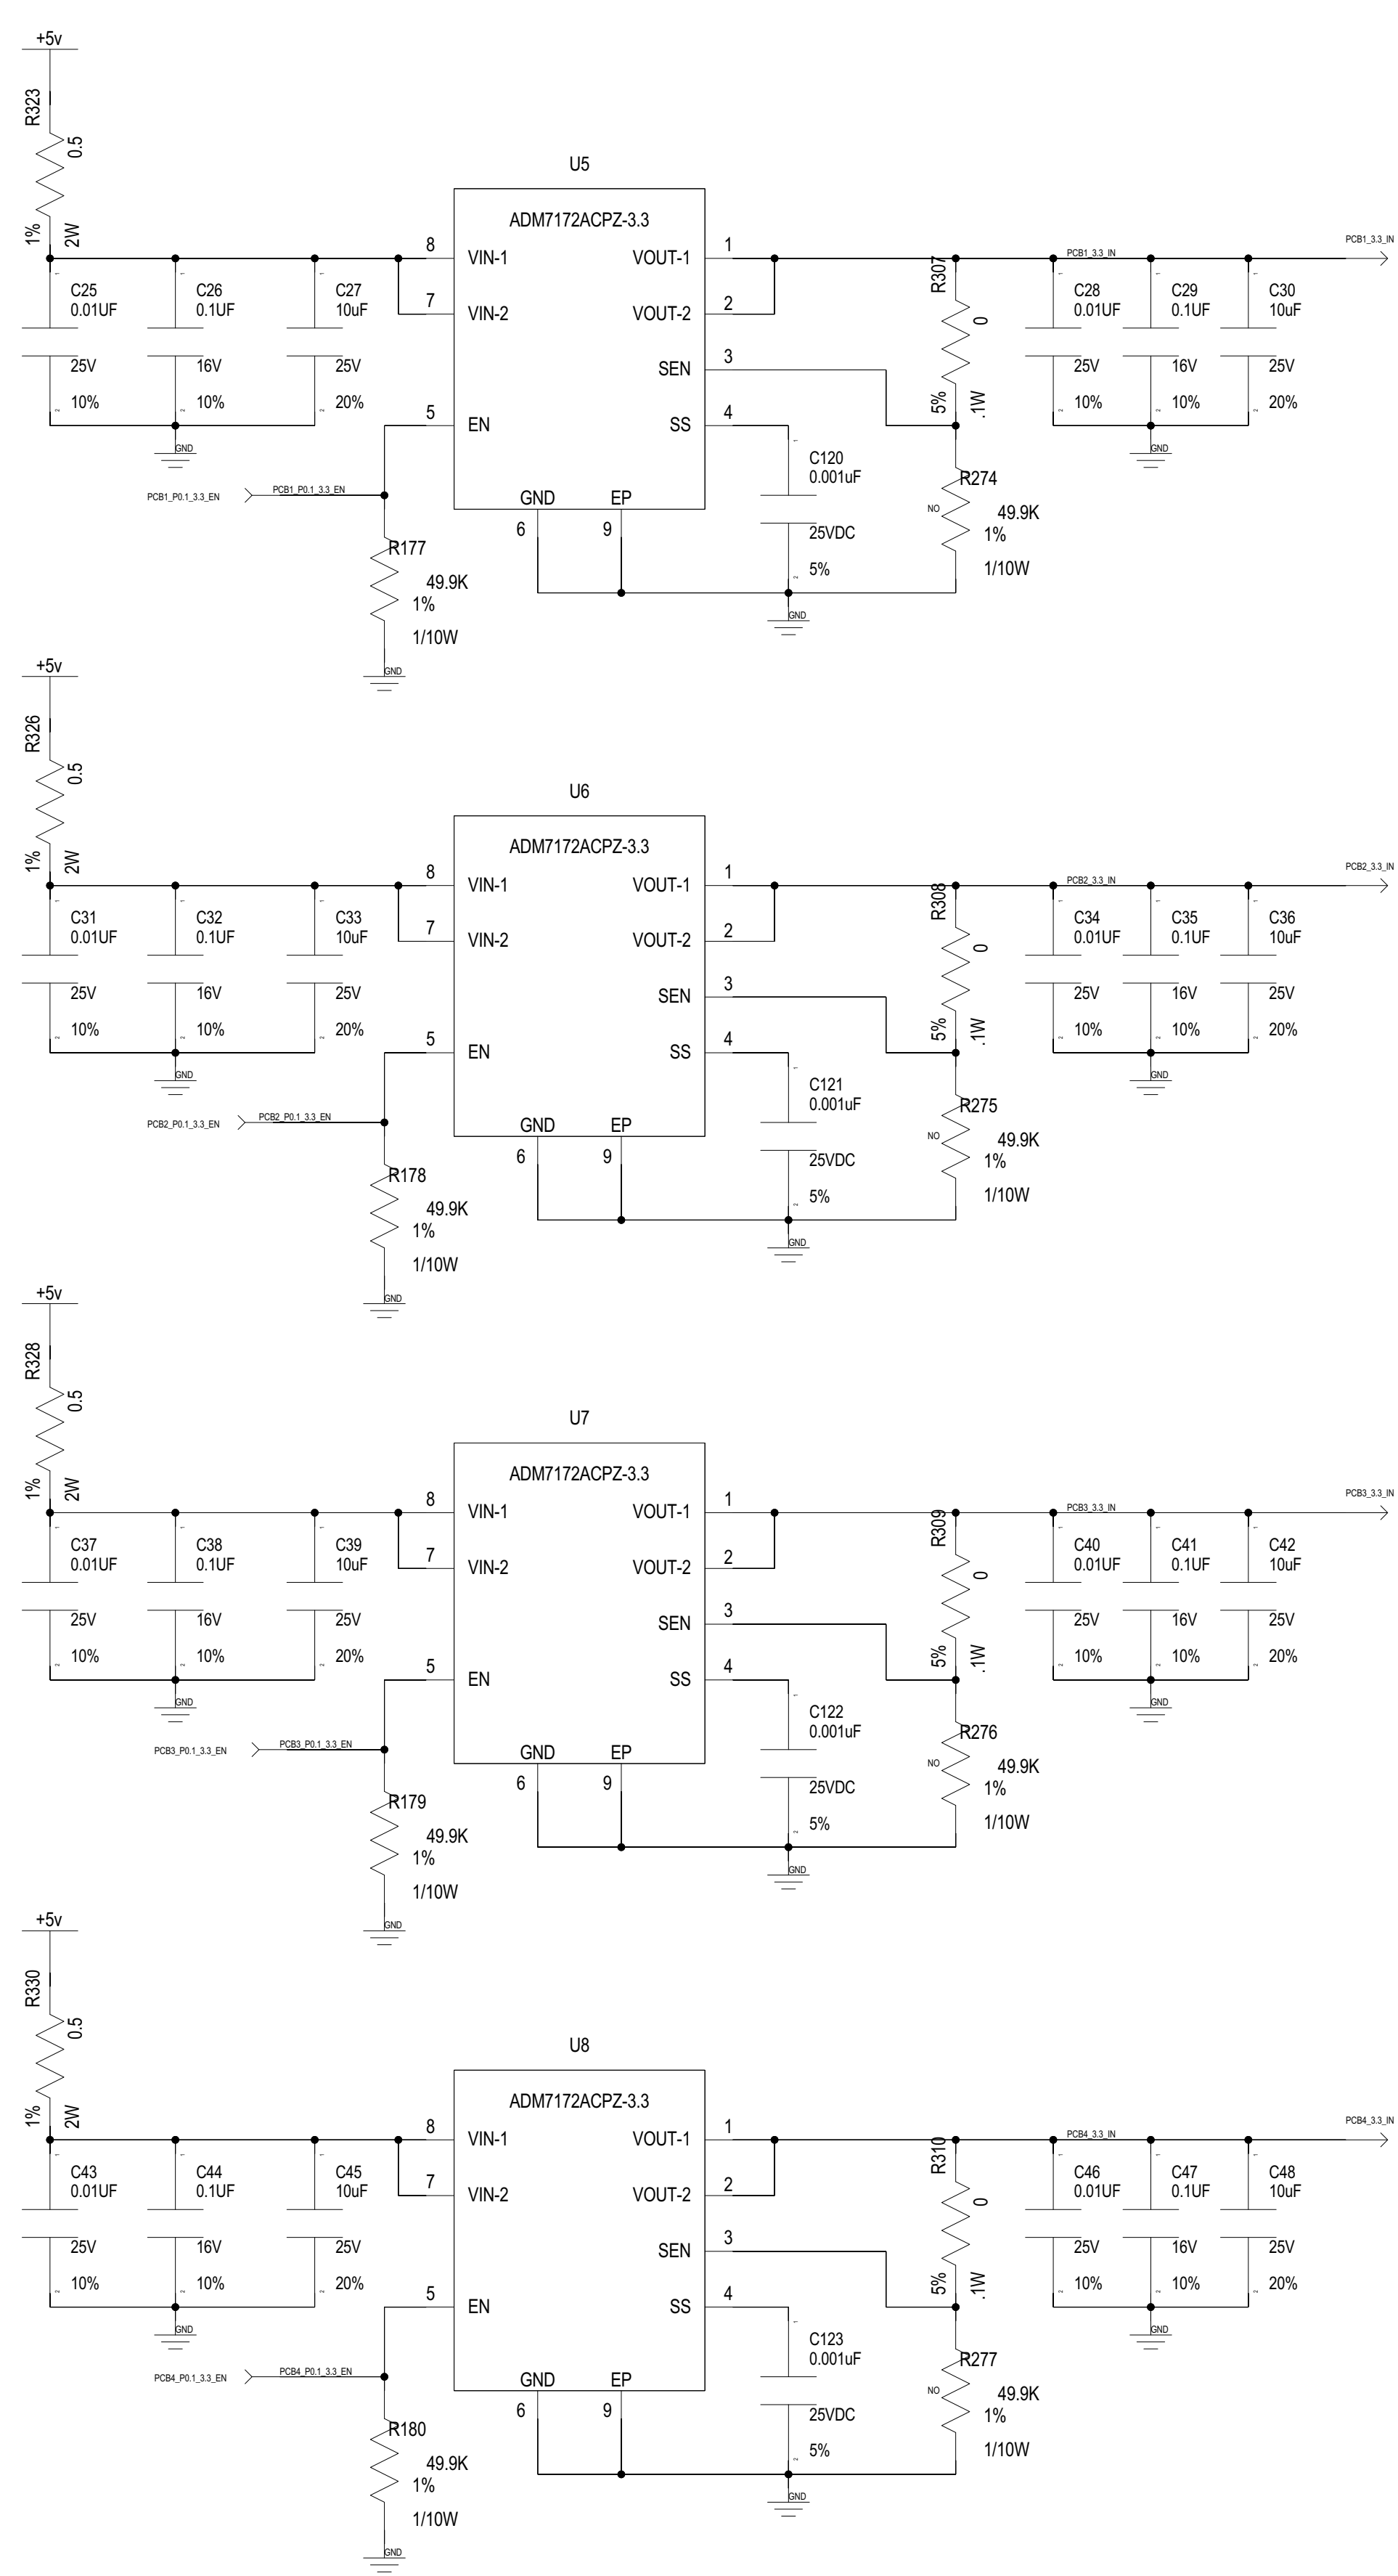 +5v
R323
0.5
1%
2W
U5
ADM7172ACPZ-3.3
8
VIN-1
VOUT-1
1
7
VIN-2
VOUT-2
2
SEN
3
5
EN
SS
4
GND
EP
6
9
C25
0.01UF
25V
10%
C26
0.1UF
16V
10%
C27
10uF
25V
20%
GND
PCB1_P0.1_3.3_EN
PCB1_P0.1_3.3_EN
R177
49.9K
1%
1/10W
GND
C120
0.001uF
25VDC
5%
GND
R307
0
5%
.1W
R274
NO
49.9K
1%
1/10W
PCB1_3.3_IN
PCB1_3.3_IN
C28
0.01UF
25V
10%
C29
0.1UF
16V
10%
C30
10uF
25V
20%
GND
+5v
R326
0.5
1%
2W
U6
ADM7172ACPZ-3.3
8
VIN-1
VOUT-1
1
7
VIN-2
VOUT-2
2
SEN
3
5
EN
SS
4
GND
EP
6
9
C31
0.01UF
25V
10%
C32
0.1UF
16V
10%
C33
10uF
25V
20%
GND
PCB2_P0.1_3.3_EN
PCB2_P0.1_3.3_EN
R178
49.9K
1%
1/10W
GND
C121
0.001uF
25VDC
5%
GND
R308
0
5%
.1W
R275
NO
49.9K
1%
1/10W
PCB2_3.3_IN
PCB2_3.3_IN
C34
0.01UF
25V
10%
C35
0.1UF
16V
10%
C36
10uF
25V
20%
GND
+5v
R328
0.5
1%
2W
U7
ADM7172ACPZ-3.3
8
VIN-1
VOUT-1
1
7
VIN-2
VOUT-2
2
SEN
3
5
EN
SS
4
GND
EP
6
9
C37
0.01UF
25V
10%
C38
0.1UF
16V
10%
C39
10uF
25V
20%
GND
PCB3_P0.1_3.3_EN
PCB3_P0.1_3.3_EN
R179
49.9K
1%
1/10W
GND
C122
0.001uF
25VDC
5%
GND
R309
0
5%
.1W
R276
NO
49.9K
1%
1/10W
PCB3_3.3_IN
PCB3_3.3_IN
C40
0.01UF
25V
10%
C41
0.1UF
16V
10%
C42
10uF
25V
20%
GND
+5v
R330
0.5
1%
2W
U8
ADM7172ACPZ-3.3
8
VIN-1
VOUT-1
1
7
VIN-2
VOUT-2
2
SEN
3
5
EN
SS
4
GND
EP
6
9
C43
0.01UF
25V
10%
C44
0.1UF
16V
10%
C45
10uF
25V
20%
GND
PCB4_P0.1_3.3_EN
PCB4_P0.1_3.3_EN
R180
49.9K
1%
1/10W
GND
C123
0.001uF
25VDC
5%
GND
R310
0
5%
.1W
R277
NO
49.9K
1%
1/10W
PCB4_3.3_IN
PCB4_3.3_IN
C46
0.01UF
25V
10%
C47
0.1UF
16V
10%
C48
10uF
25V
20%
GND